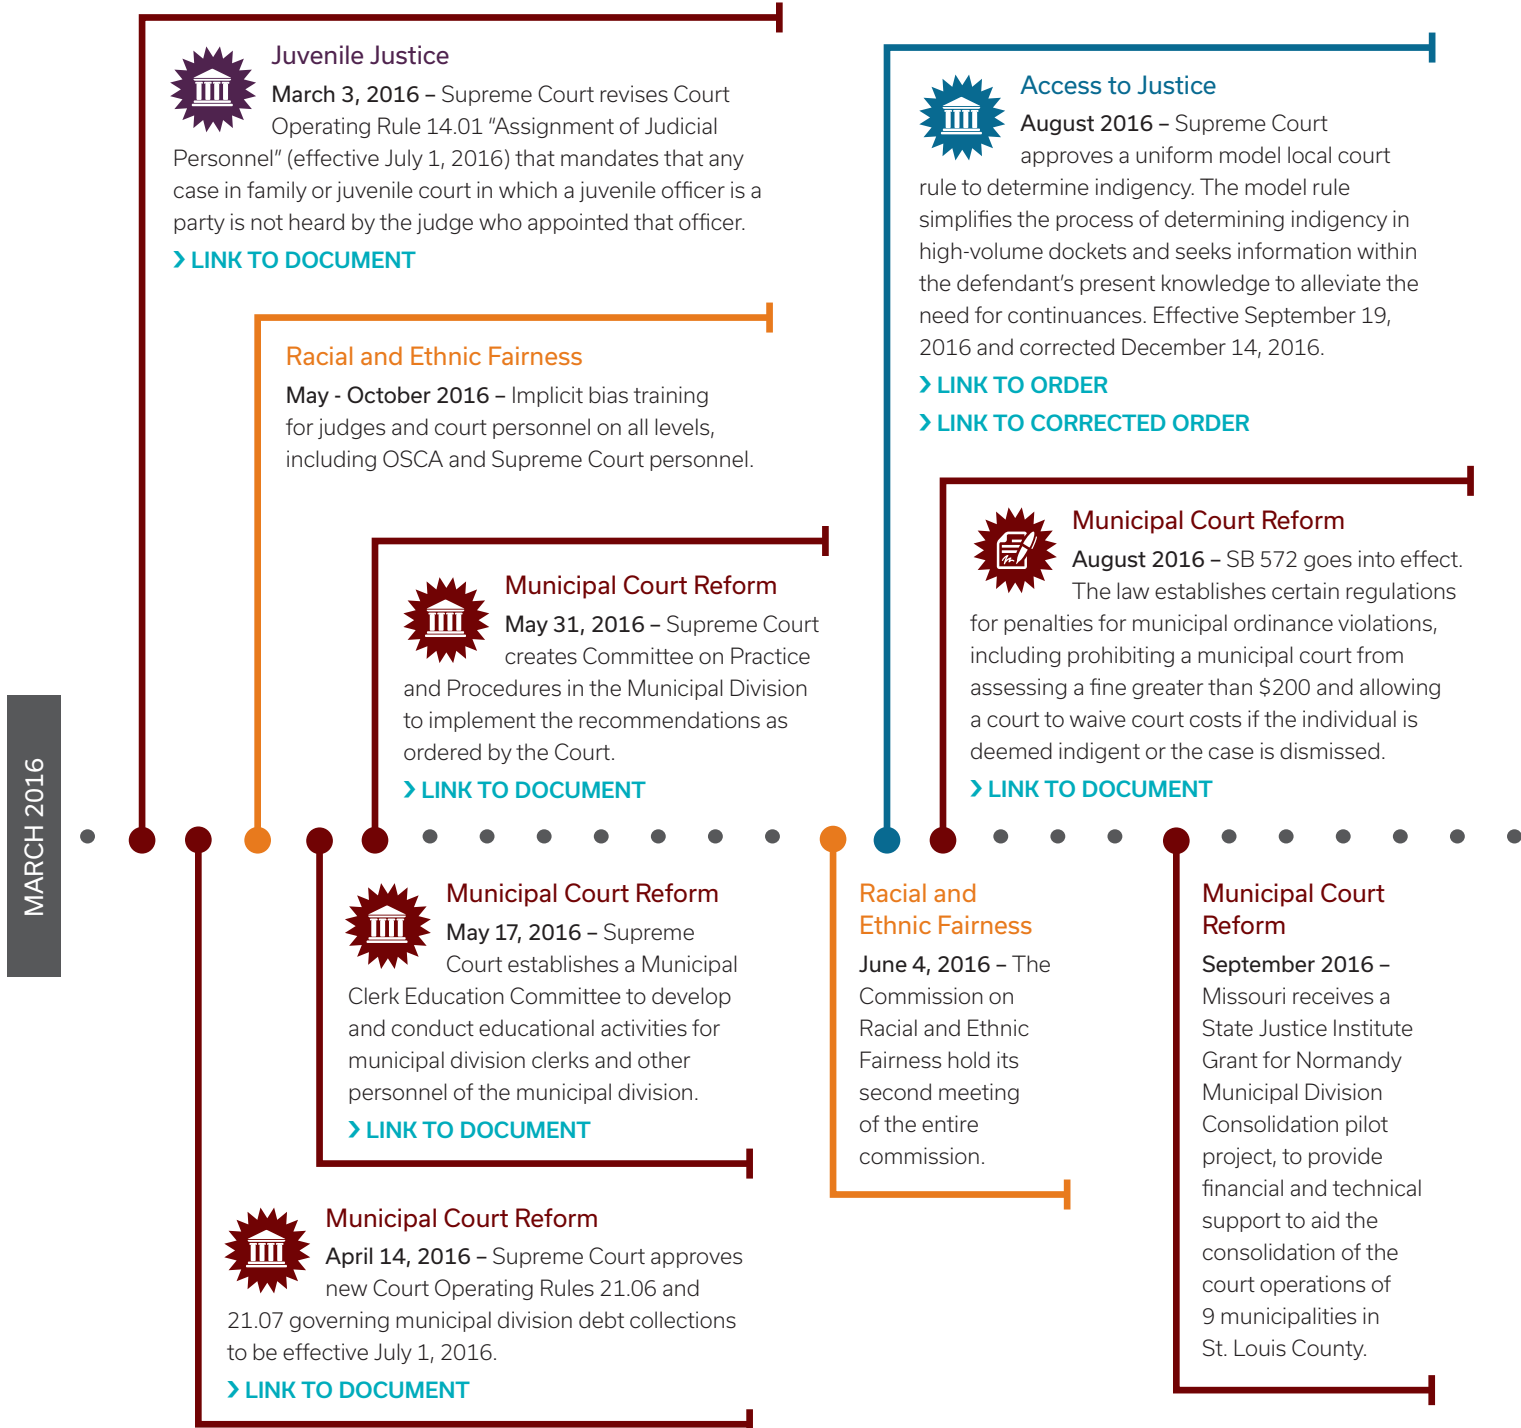 Juvenile Justice
March 3, 2016 – Supreme Court revises Court
Operating Rule 14.01 “Assignment of Judicial
Personnel” (effective July 1, 2016) that mandates that any
case in family or juvenile court in which a juvenile officer is a
party is not heard by the judge who appointed that officer.
› LINK TO DOCUMENT
Racial and Ethnic Fairness
May - October 2016 – Implicit bias training
for judges and court personnel on all levels,
including OSCA and Supreme Court personnel.
Municipal Court Reform
May 31, 2016 – Supreme Court
creates Committee on Practice
and Procedures in the Municipal Division
to implement the recommendations as
ordered by the Court.
› LINK TO DOCUMENT
Access to Justice
August 2016 – Supreme Court
approves a uniform model local court
rule to determine indigency. The model rule
simplifies the process of determining indigency in
high-volume dockets and seeks information within
the defendant’s present knowledge to alleviate the
need for continuances. Effective September 19,
2016 and corrected December 14, 2016.
› LINK TO ORDER
› LINK TO CORRECTED ORDER
Municipal Court Reform
August 2016 – SB 572 goes into effect.
The law establishes certain regulations
for penalties for municipal ordinance violations,
including prohibiting a municipal court from
assessing a fine greater than $200 and allowing
a court to waive court costs if the individual is
deemed indigent or the case is dismissed.
› LINK TO DOCUMENT
MARCH 2016
Municipal Court Reform
May 17, 2016 – Supreme
Court establishes a Municipal
Clerk Education Committee to develop
and conduct educational activities for
municipal division clerks and other
personnel of the municipal division.
› LINK TO DOCUMENT
Municipal Court Reform
April 14, 2016 – Supreme Court approves
new Court Operating Rules 21.06 and
21.07 governing municipal division debt collections
to be effective July 1, 2016.
› LINK TO DOCUMENT
Racial and
Ethnic Fairness
June 4, 2016 – The
Commission on
Racial and Ethnic
Fairness hold its
second meeting
of the entire
commission.
Municipal Court
Reform
September 2016 –
Missouri receives a
State Justice Institute
Grant for Normandy
Municipal Division
Consolidation pilot
project, to provide
financial and technical
support to aid the
consolidation of the
court operations of
9 municipalities in
St. Louis County.